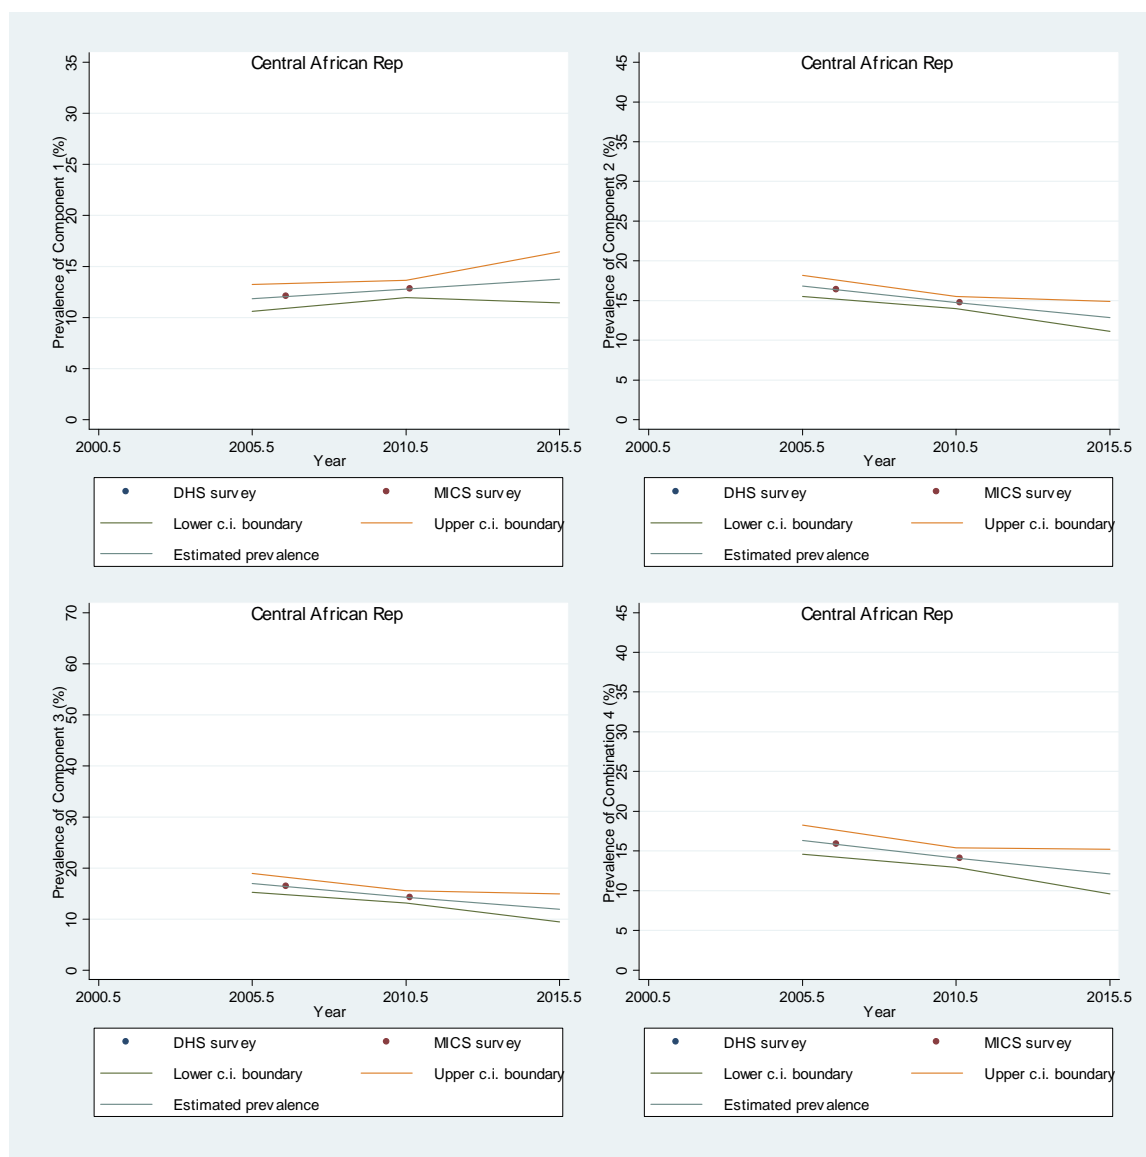 Central African Rep
Prevalence of Component 1 (%)
35
30
25
20
15
10
5
0
2000.5 2005.5 2010.5 2015.5
Year
DHS survey MICS survey
Lower c.i. boundary Upper c.i. boundary
Estimated prevalence
Central African Rep
Prevalence of Component 2 (%)
45
40
35
30
25
20
15
10
5
0
2000.5 2005.5 2010.5 2015.5
Year
DHS survey MICS survey
Lower c.i. boundary Upper c.i. boundary
Estimated prevalence
Central African Rep
Prevalence of Component 3 (%)
70
60
50
40
30
20
10
0
2000.5 2005.5 2010.5 2015.5
Year
DHS survey MICS survey
Lower c.i. boundary Upper c.i. boundary
Estimated prevalence
Central African Rep
Prevalence of Combination 4 (%)
45
40
35
30
25
20
15
10
5
0
2000.5 2005.5 2010.5 2015.5
Year
DHS survey MICS survey
Lower c.i. boundary Upper c.i. boundary
Estimated prevalence